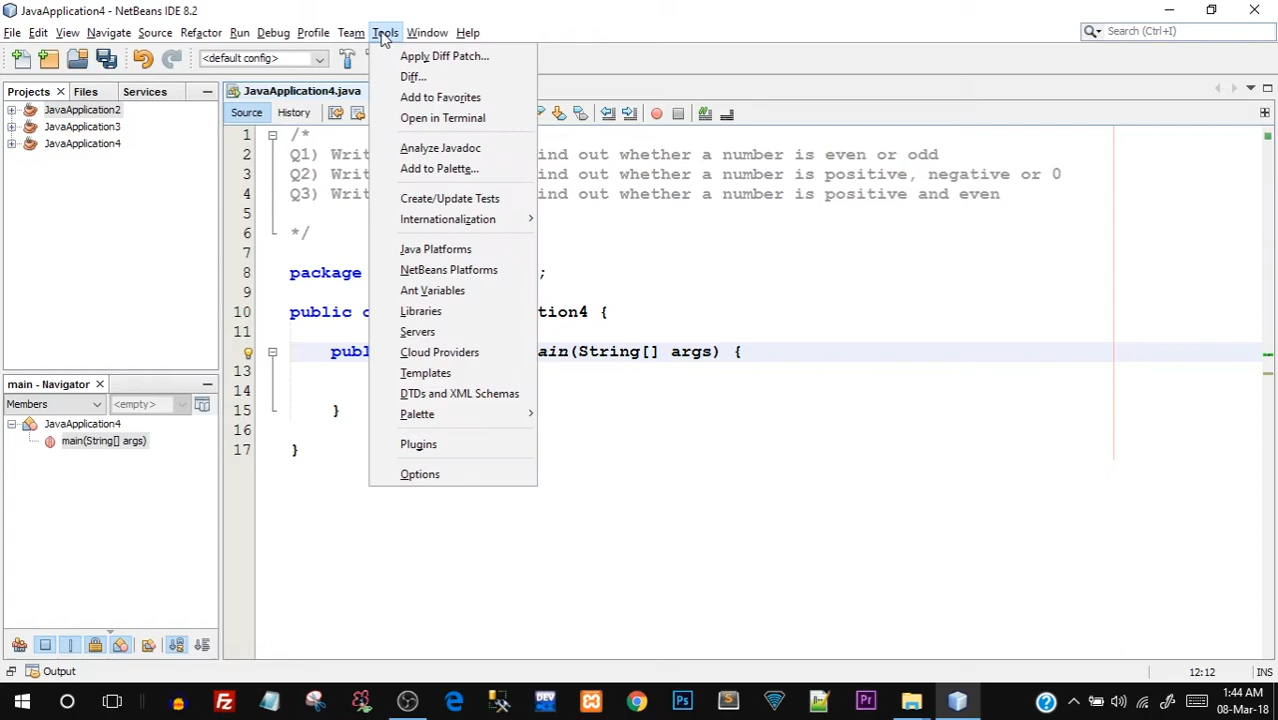 JavaApplication4 - NetBeans IDE 8.2
File Edit View Navigate Source Refactor Run Debug Profile Team Tools Window Help
Search (Ctrl+I)
<default config>
Apply Diff Patch...
Diff...
Add to Favorites
Open in Terminal
Analyze Javadoc
Add to Palette...
Create/Update Tests
Internationalization
Java Platforms
NetBeans Platforms
Ant Variables
Libraries
Servers
Cloud Providers
Templates
DTDs and XML Schemas
Palette
Plugins
Options
Projects Files Services
JavaApplication2
JavaApplication3
JavaApplication4
JavaApplication4.java
Source History
1 /*
2 Q1) Writ ind out whether a number is even or odd
3 Q2) Writ ind out whether a number is positive, negative or 0
4 Q3) Writ ind out whether a number is positive and even
5
6 */
7
8 package ;
9
10 public c tion4 {
11
publ ain(String[] args) {
13
14
15 }
16
17 }
main - Navigator
Members <empty>
JavaApplication4
main(String[] args)
Output
12:12 INS
Ps
S
Pr
DEV
1:44 AM
08-Mar-18